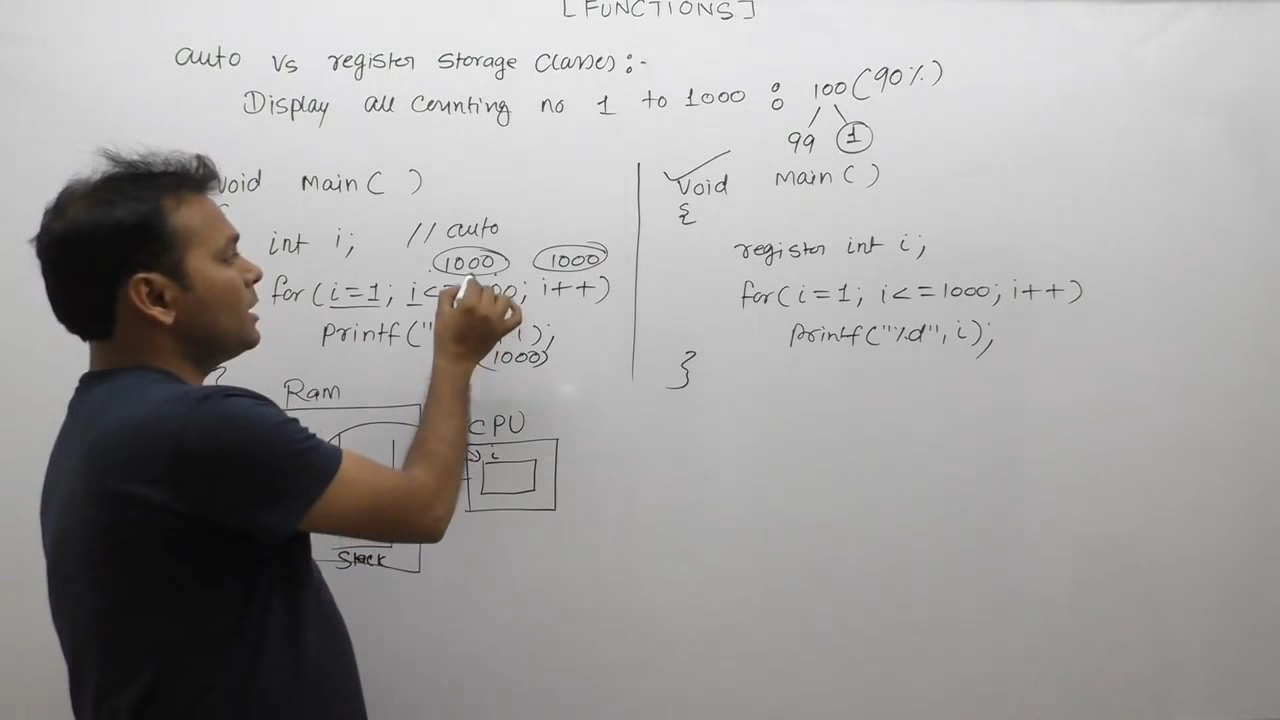 [FUNCTIONS]
auto vs register storage classes:-
Display all counting no 1 to 1000 : 100(90%)
99 1
void main( )
int i; // auto
1000 1000
for(i=1; i<= 00; i++)
printf(" i);
(1000)
}
Ram
Stack
CPU
i
void main( )
{
register int i;
for(i=1; i<=1000; i++)
printf("%d", i);
}